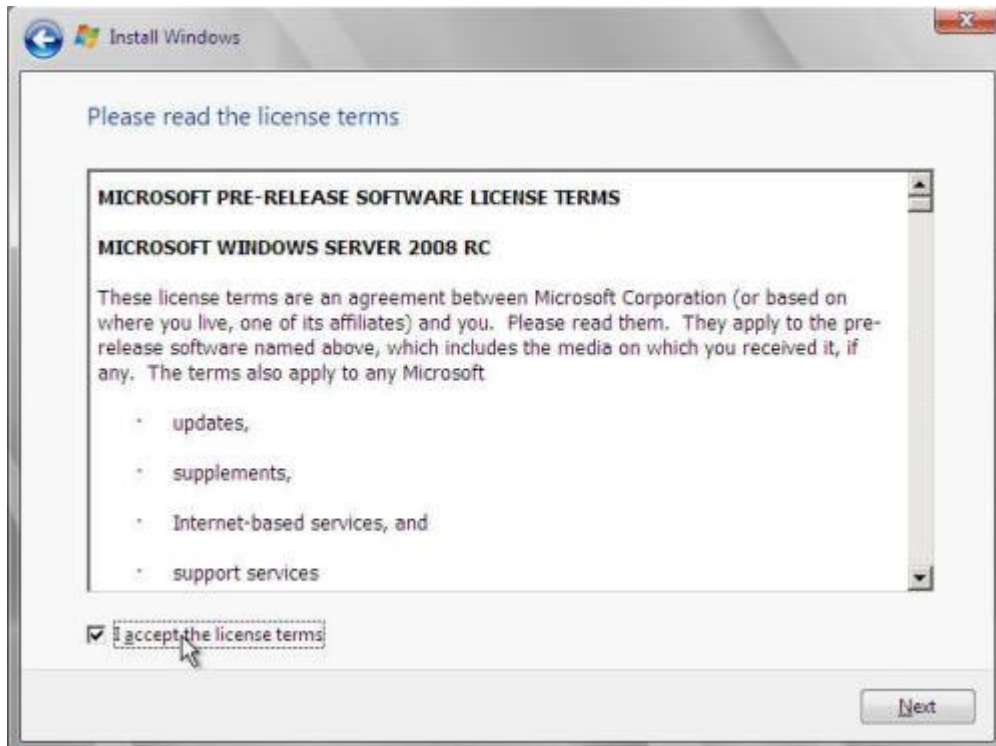 Install Windows
Please read the license terms
MICROSOFT PRE-RELEASE SOFTWARE LICENSE TERMS
MICROSOFT WINDOWS SERVER 2008 RC
These license terms are an agreement between Microsoft Corporation (or based on
where you live, one of its affiliates) and you.  Please read them.  They apply to the pre-
release software named above, which includes the media on which you received it, if
any.  The terms also apply to any Microsoft
· updates,
· supplements,
· Internet-based services, and
· support services
I accept the license terms
Next